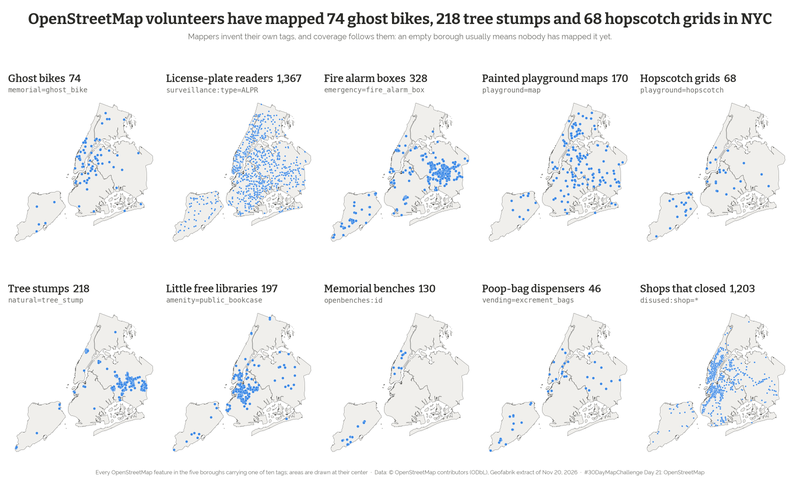 OpenStreetMap volunteers have mapped 74 ghost bikes, 218 tree stumps and 68 hopscotch grids in NYC
Mappers invent their own tags, and coverage follows them: an empty borough usually means nobody has mapped it yet.
Ghost bikes 74
memorial=ghost_bike
License-plate readers 1,367
surveillance:type=ALPR
Fire alarm boxes 328
emergency=fire_alarm_box
Painted playground maps 170
playground=map
Hopscotch grids 68
playground=hopscotch
Tree stumps 218
natural=tree_stump
Little free libraries 197
amenity=public_bookcase
Memorial benches 130
openbenches:id
Poop-bag dispensers 46
vending=excrement_bags
Shops that closed 1,203
disused:shop=*
Every OpenStreetMap feature in the five boroughs carrying one of ten tags; areas are drawn at their center · Data: © OpenStreetMap contributors (ODbL), Geofabrik extract of Nov 20, 2026 · #30DayMapChallenge Day 21: OpenStreetMap